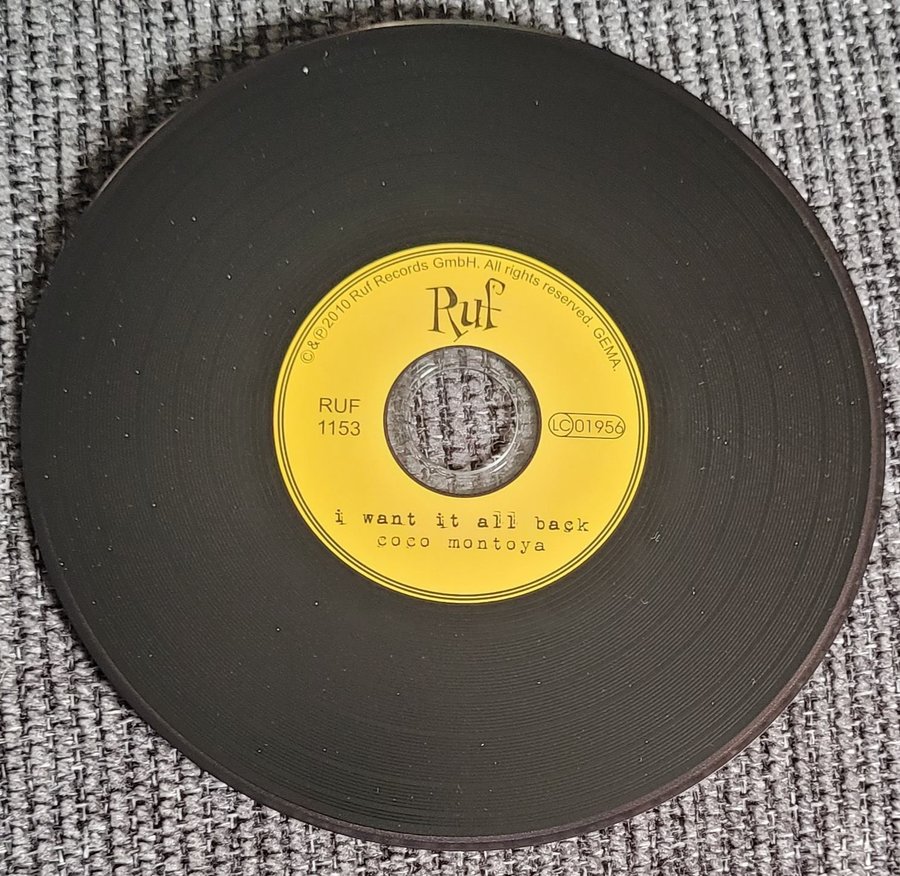 ©&℗2010 Ruf Records GmbH. All rights reserved. GEMA.
Ruf
RUF
1153
LC 01956
i want it all back
coco montoya